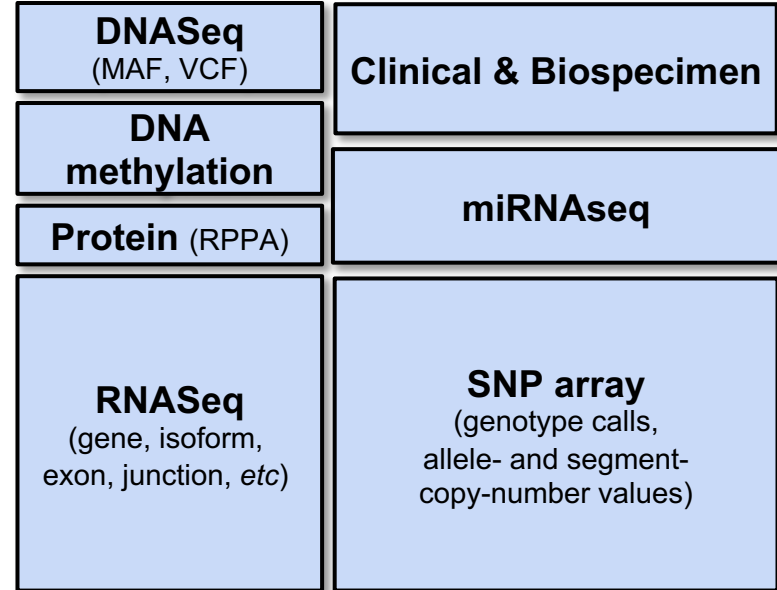 DNASeq
(MAF, VCF)
DNA
methylation
Protein (RPPA)
RNASeq
(gene, isoform,
exon, junction, etc)
Clinical & Biospecimen
miRNAseq
SNP array
(genotype calls,
allele- and segment-
copy-number values)